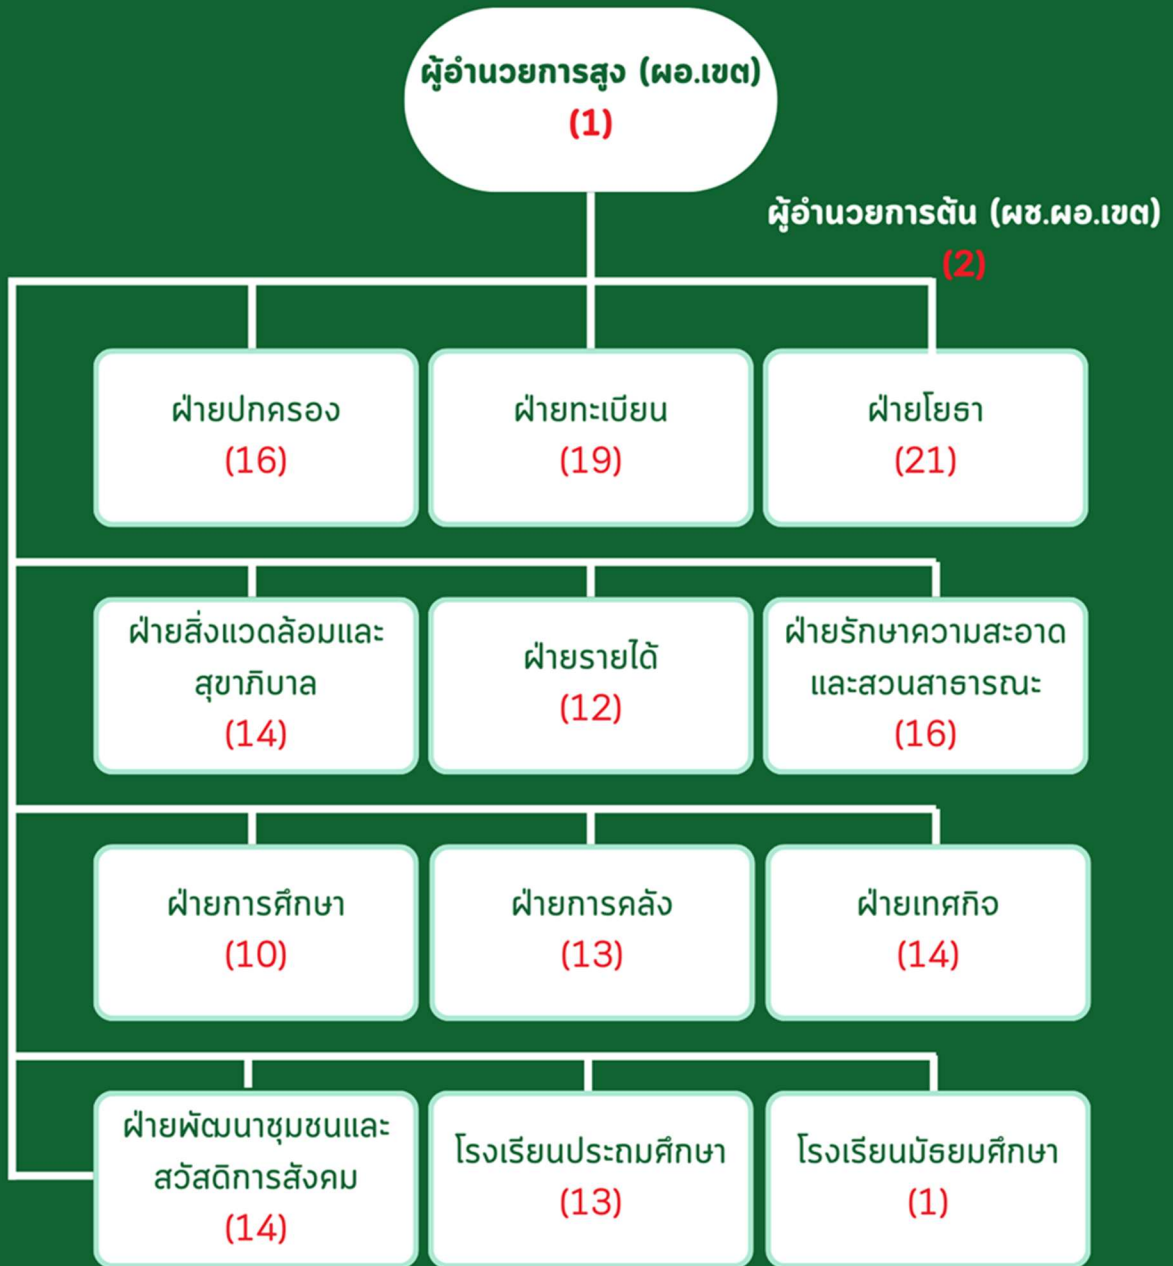 ผู้อำนวยการสูง (ผอ.เขต)
(1)
ผู้อำนวยการต้น (ผช.ผอ.เขต)
(2)
ฝ่ายปกครอง
(16)
ฝ่ายทะเบียน
(19)
ฝ่ายโยธา
(21)
ฝ่ายสิ่งแวดล้อมและ
สุขาภิบาล
(14)
ฝ่ายรายได้
(12)
ฝ่ายรักษาความสะอาด
และสวนสาธารณะ
(16)
ฝ่ายการศึกษา
(10)
ฝ่ายการคลัง
(13)
ฝ่ายเทศกิจ
(14)
ฝ่ายพัฒนาชุมชนและ
สวัสดิการสังคม
(14)
โรงเรียนประถมศึกษา
(13)
โรงเรียนมัธยมศึกษา
(1)